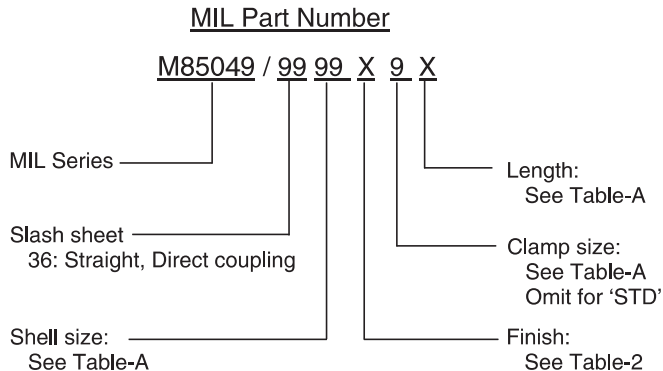 MIL Part Number
M85049 / 99 99 X 9 X
MIL Series
Slash sheet
36: Straight, Direct coupling
Shell size:
See Table-A
Length:
See Table-A
Clamp size:
See Table-A
Omit for ‘STD’
Finish:
See Table-2